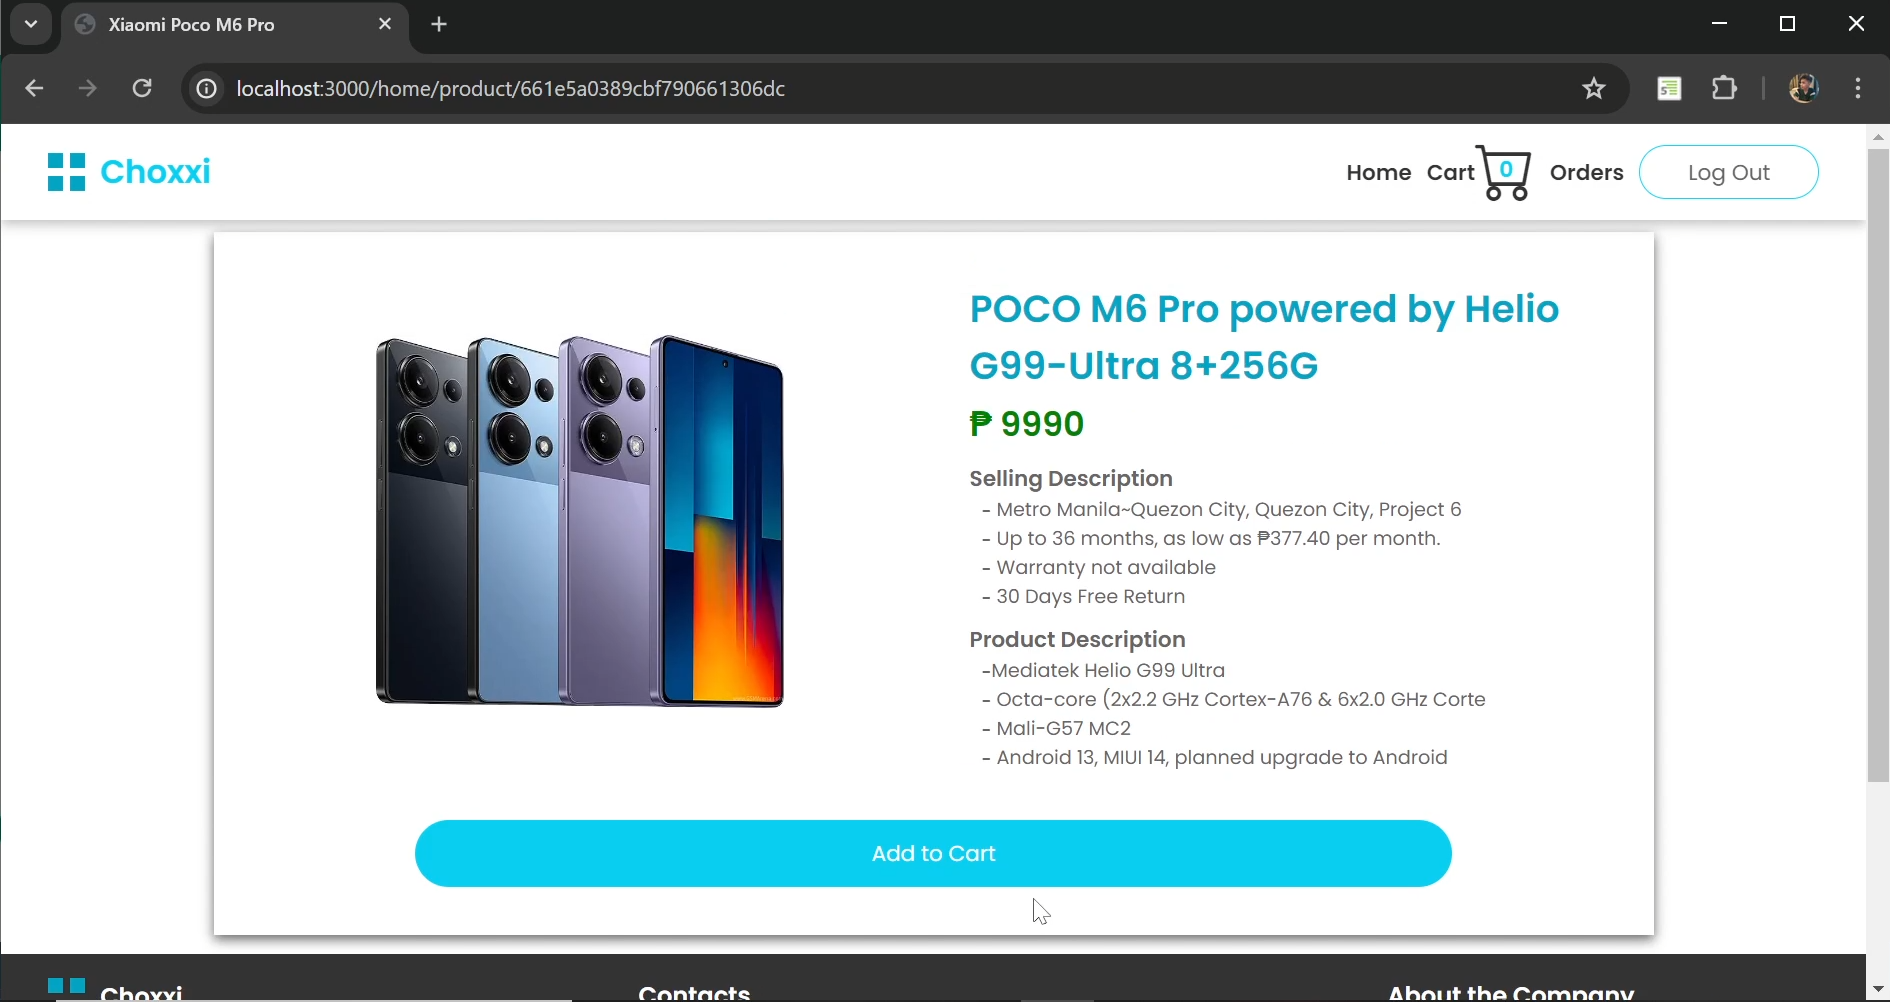 Xiaomi Poco M6 Pro
localhost:3000/home/product/661e5a0389cbf790661306dc
Choxxi
Home Cart 0 Orders Log Out
POCO M6 Pro powered by Helio
G99-Ultra 8+256G
₱ 9990
Selling Description
- Metro Manila~Quezon City, Quezon City, Project 6
- Up to 36 months, as low as ₱377.40 per month.
- Warranty not available
- 30 Days Free Return
Product Description
-Mediatek Helio G99 Ultra
- Octa-core (2x2.2 GHz Cortex-A76 & 6x2.0 GHz Corte
- Mali-G57 MC2
- Android 13, MIUI 14, planned upgrade to Android
Add to Cart
Choxxi Contacts About the Company